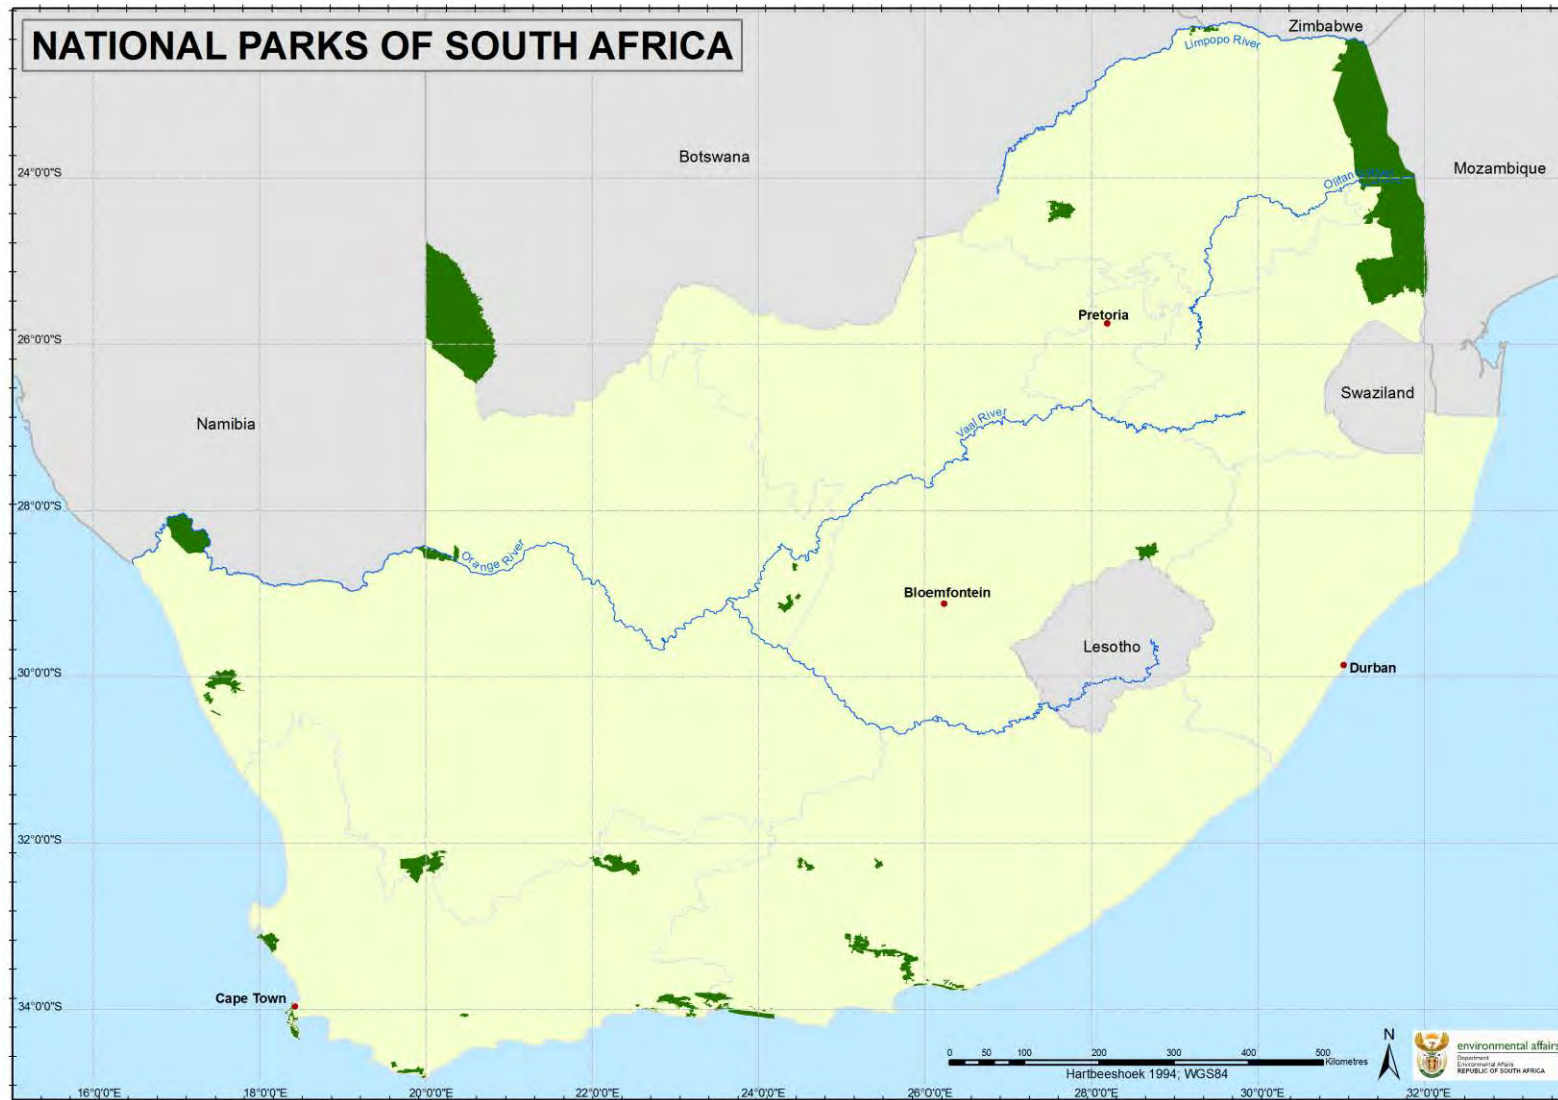 NATIONAL PARKS OF SOUTH AFRICA
Zimbabwe
Limpopo River
Botswana
Mozambique
24°0'0"S
Olifan
Pretoria
26°0'0"S
Swaziland
Namibia
Vaal River
28°0'0"S
Orange River
Bloemfontein
Lesotho
Durban
30°0'0"S
32°0'0"S
Cape Town
34°0'0"S
N
0 50 100 200 300 400 500
Kilometres
Hartbeeshoek 1994; WGS84
environmental affairs
Department:
Environmental Affairs
REPUBLIC OF SOUTH AFRICA
16°0'0"E 18°0'0"E 20°0'0"E 22°0'0"E 24°0'0"E 26°0'0"E 28°0'0"E 30°0'0"E 32°0'0"E